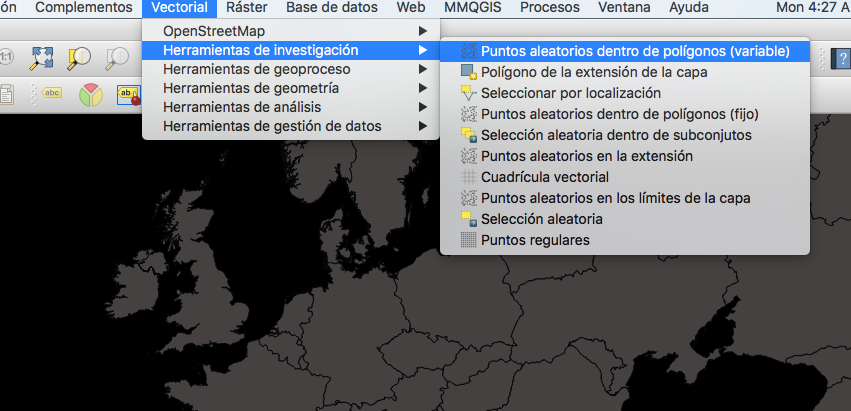 ón Complementos Vectorial Ráster Base de datos Web MMQGIS Procesos Ventana Ayuda Mon 4:27 A
OpenStreetMap
Herramientas de investigación
Herramientas de geoproceso
Herramientas de geometría
Herramientas de análisis
Herramientas de gestión de datos
Puntos aleatorios dentro de polígonos (variable)
Polígono de la extensión de la capa
Seleccionar por localización
Puntos aleatorios dentro de polígonos (fijo)
Selección aleatoria dentro de subconjutos
Puntos aleatorios en la extensión
Cuadrícula vectorial
Puntos aleatorios en los límites de la capa
Selección aleatoria
Puntos regulares
1:1
abc
ab
?